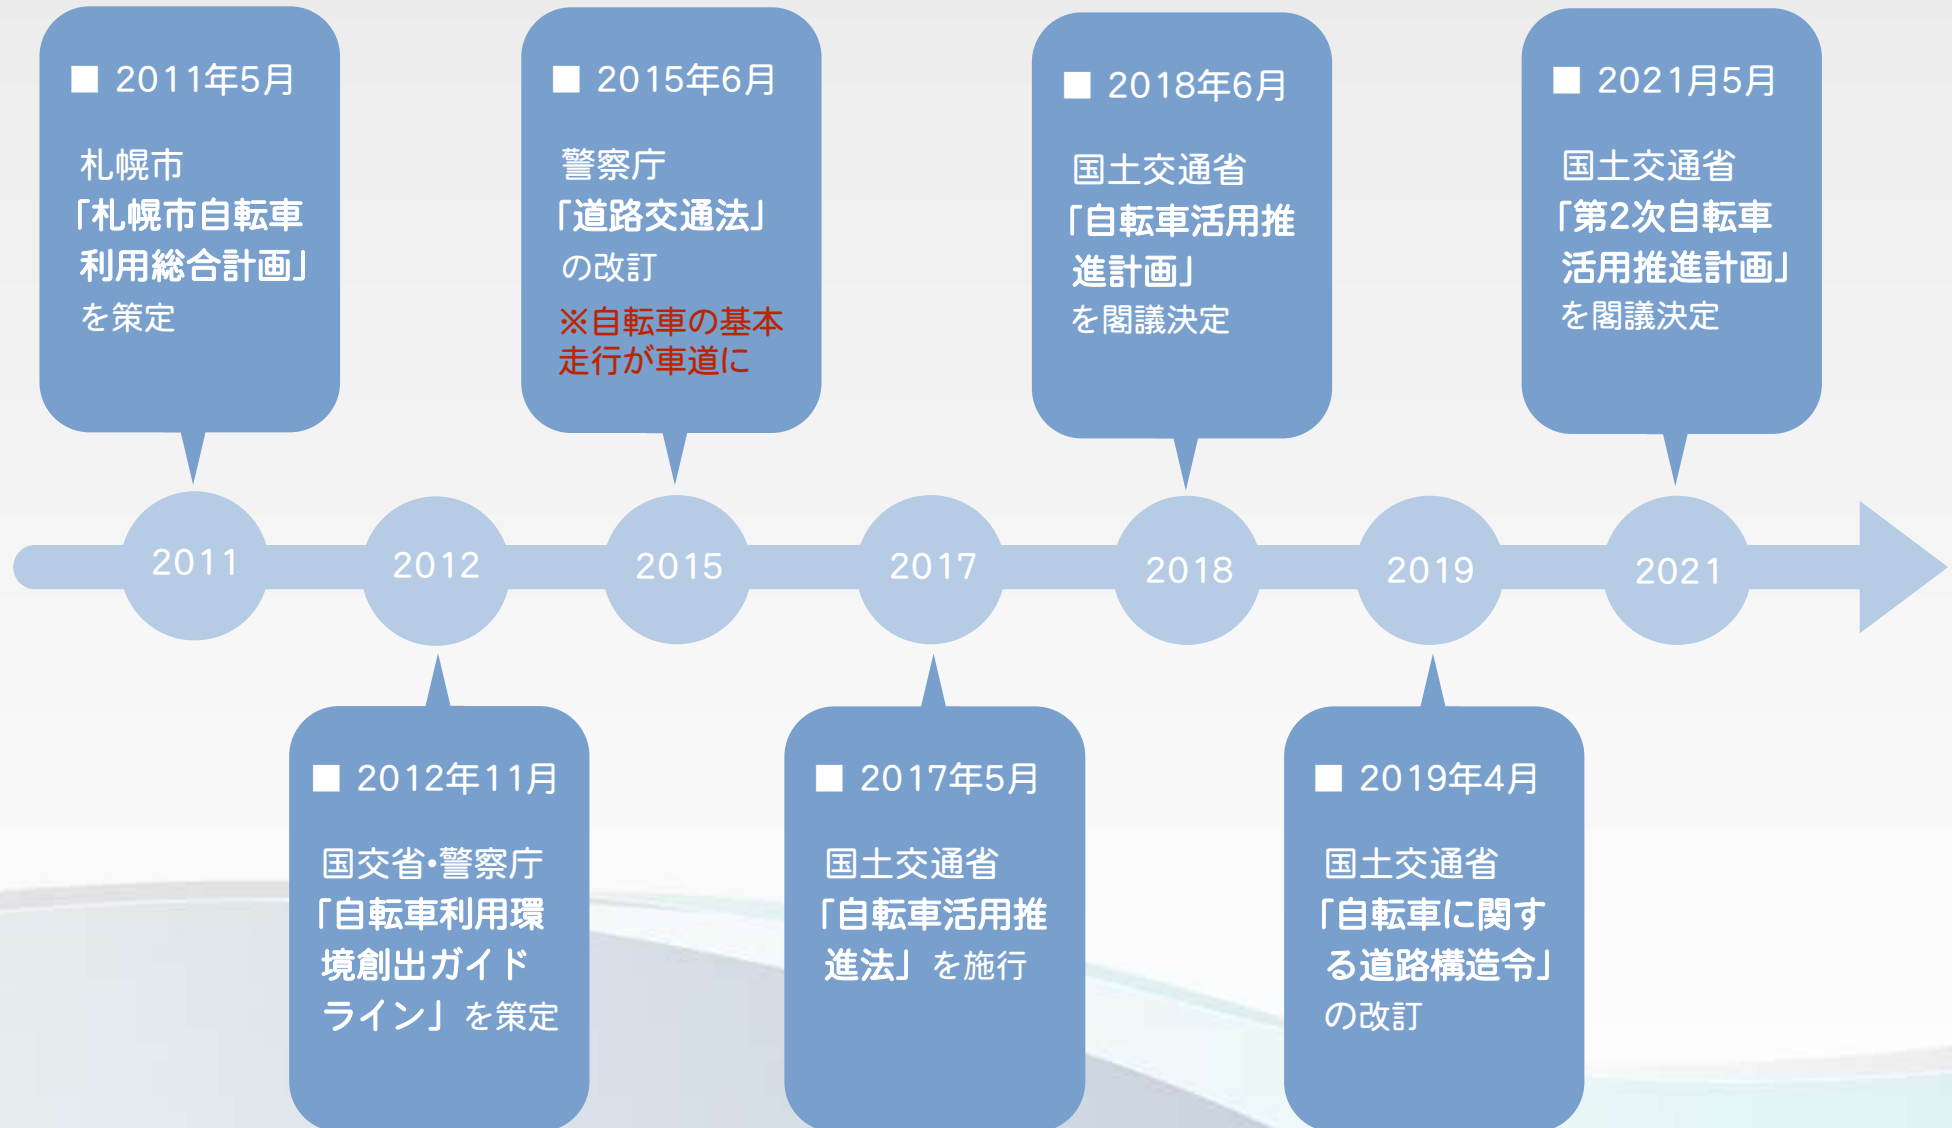 ■ 2011年5月
札幌市
「札幌市自転車
利用総合計画」
を策定
■ 2015年6月
警察庁
「道路交通法」
の改訂
※自転車の基本
走行が車道に
■ 2018年6月
国土交通省
「自転車活用推
進計画」
を閣議決定
■ 2021月5月
国土交通省
「第2次自転車
活用推進計画」
を閣議決定
2011
2012
2015
2017
2018
2019
2021
■ 2012年11月
国交省・警察庁
「自転車利用環
境創出ガイド
ライン」を策定
■ 2017年5月
国土交通省
「自転車活用推
進法」を施行
■ 2019年4月
国土交通省
「自転車に関す
る道路構造令」
の改訂